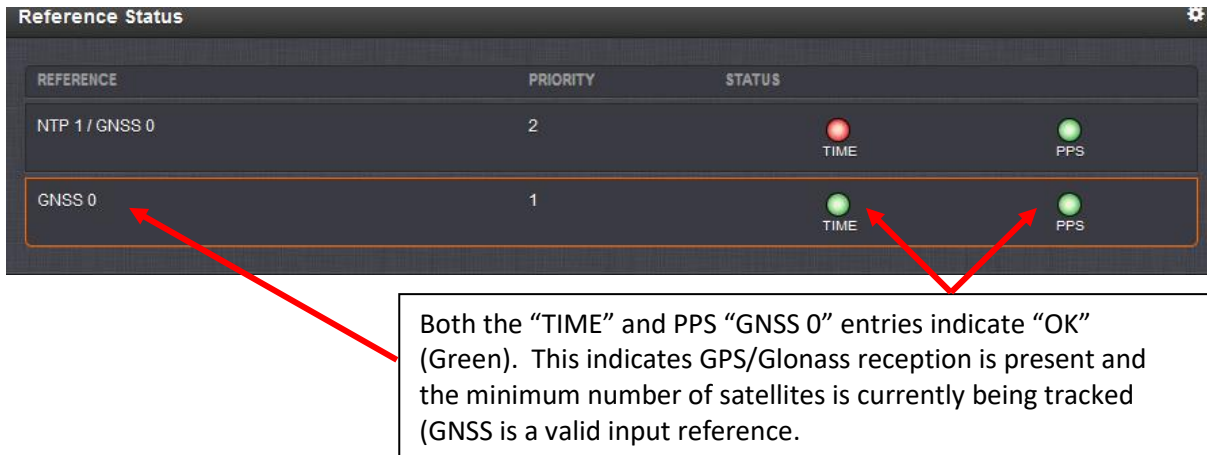 Reference Status
REFERENCE PRIORITY STATUS
NTP 1 / GNSS 0 2
TIME PPS
GNSS 0 1
TIME PPS
Both the “TIME” and PPS “GNSS 0” entries indicate “OK”
(Green).  This indicates GPS/Glonass reception is present and
the minimum number of satellites is currently being tracked
(GNSS is a valid input reference.